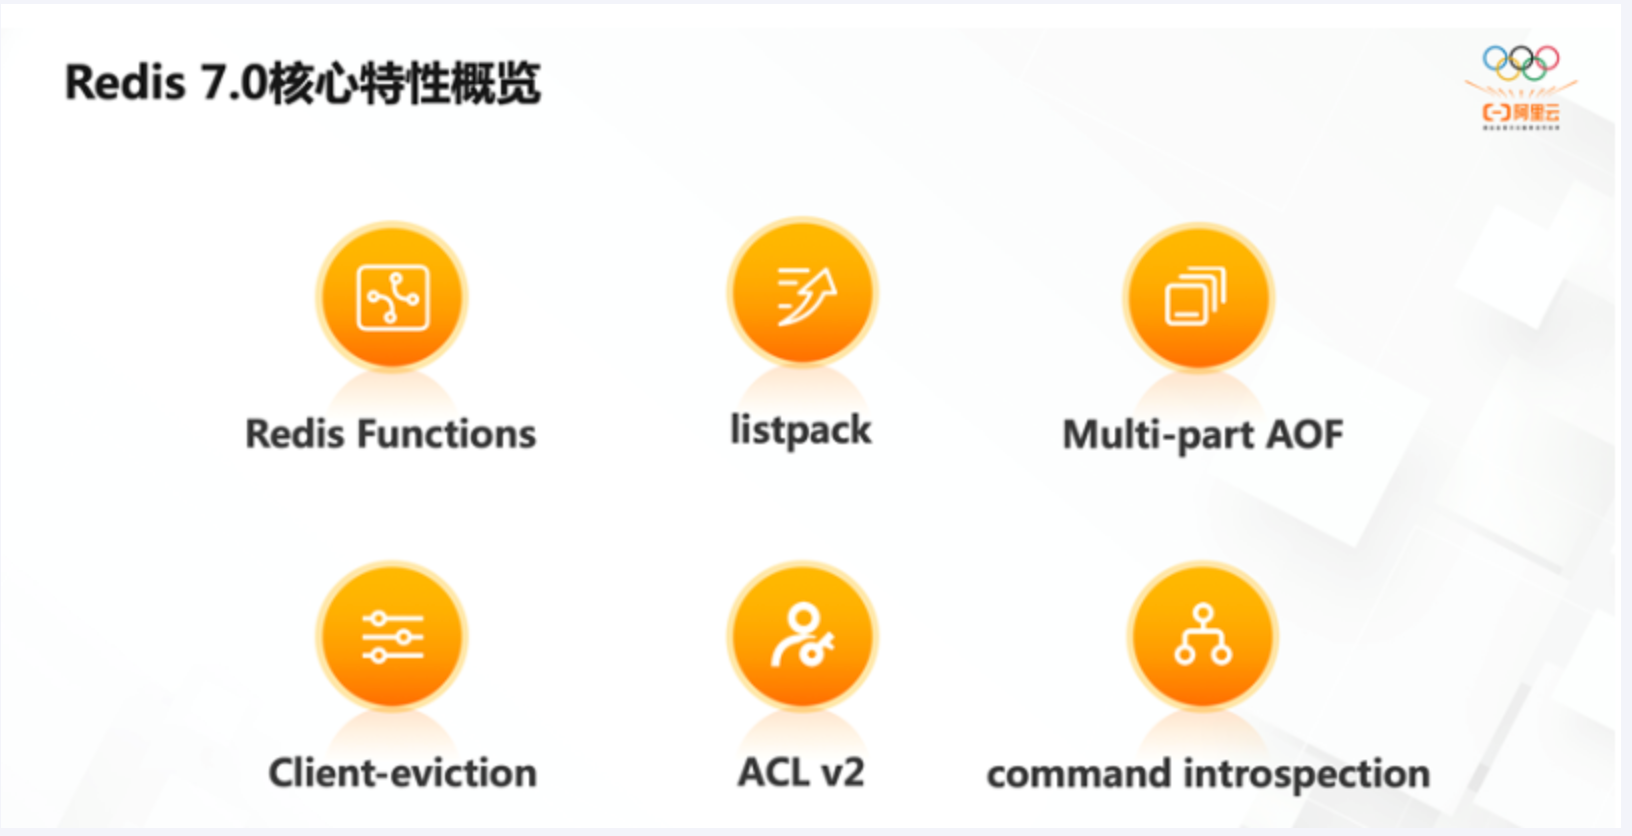 Redis 7.0核心特性概览
阿里云
Redis Functions
listpack
Multi-part AOF
Client-eviction
ACL v2
command introspection